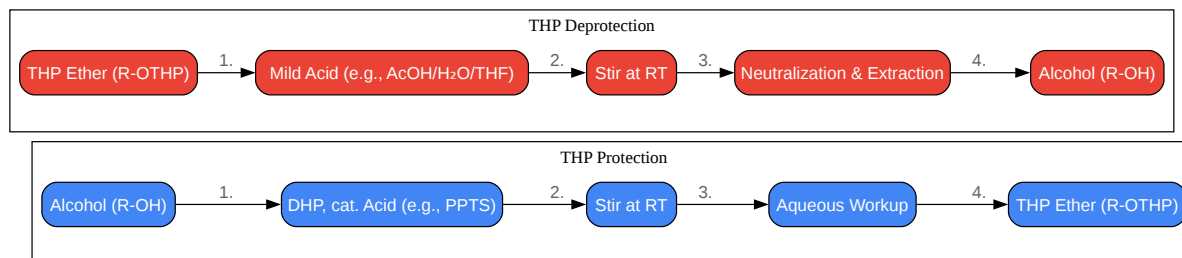 THP Deprotection
THP Ether (R-OTHP) 1. Mild Acid (e.g., AcOH/H₂O/THF) 2. Stir at RT 3. Neutralization & Extraction 4. Alcohol (R-OH)
THP Protection
Alcohol (R-OH) 1. DHP, cat. Acid (e.g., PPTS) 2. Stir at RT 3. Aqueous Workup 4. THP Ether (R-OTHP)